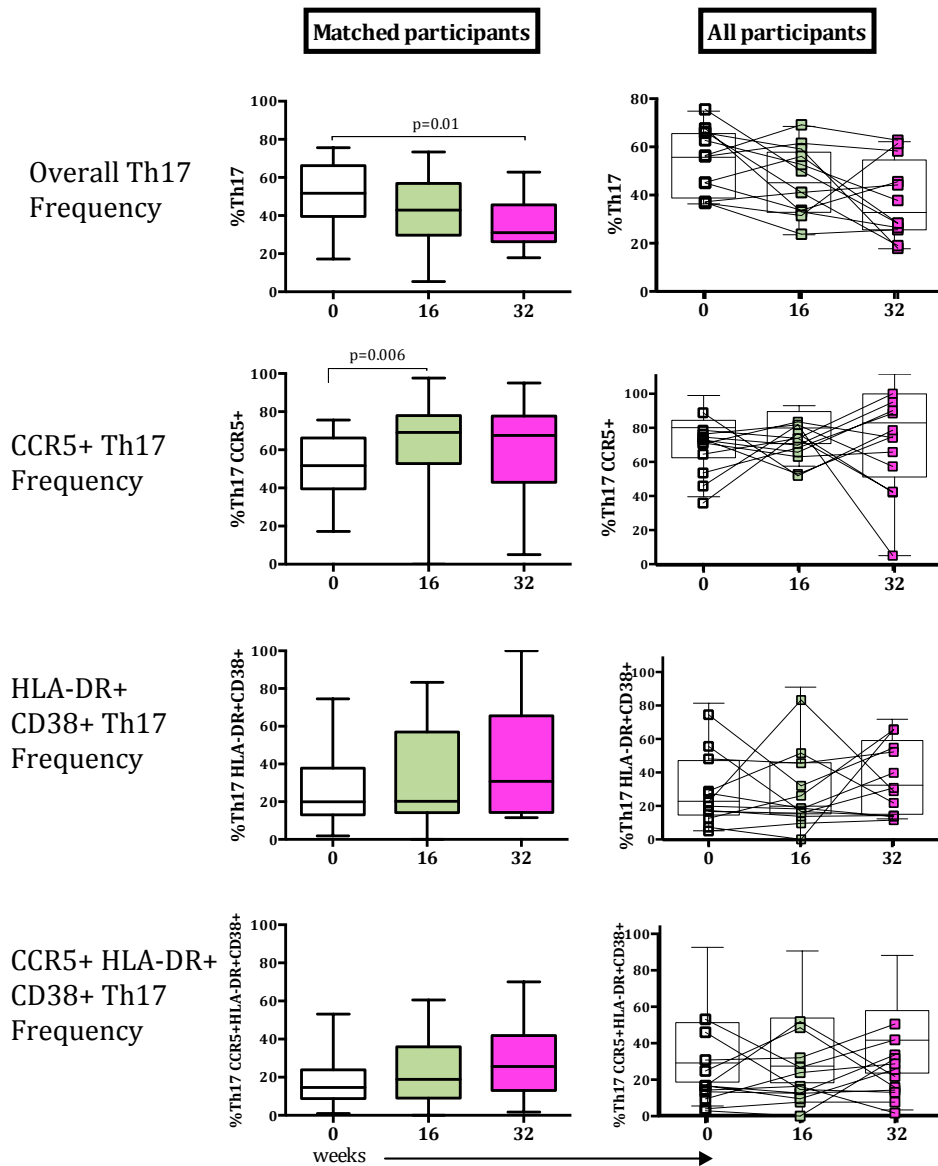 Matched participants
All participants
Overall Th17
Frequency
%Th17
100
80
60
40
20
0
p=0.01
0 16 32
%Th17
80
60
40
20
0
0 16 32
CCR5+ Th17
Frequency
%Th17 CCR5+
100
80
60
40
20
0
p=0.006
0 16 32
%Th17 CCR5+
100
80
60
40
20
0
0 16 32
HLA-DR+
CD38+ Th17
Frequency
%Th17 HLA-DR+CD38+
100
80
60
40
20
0
0 16 32
%Th17 HLA-DR+CD38+
100
80
60
40
20
0
0 16 32
CCR5+ HLA-DR+
CD38+ Th17
Frequency
%Th17 CCR5+HLA-DR+CD38+
100
80
60
40
20
0
0 16 32
%Th17 CCR5+HLA-DR+CD38+
100
80
60
40
20
0
0 16 32
weeks